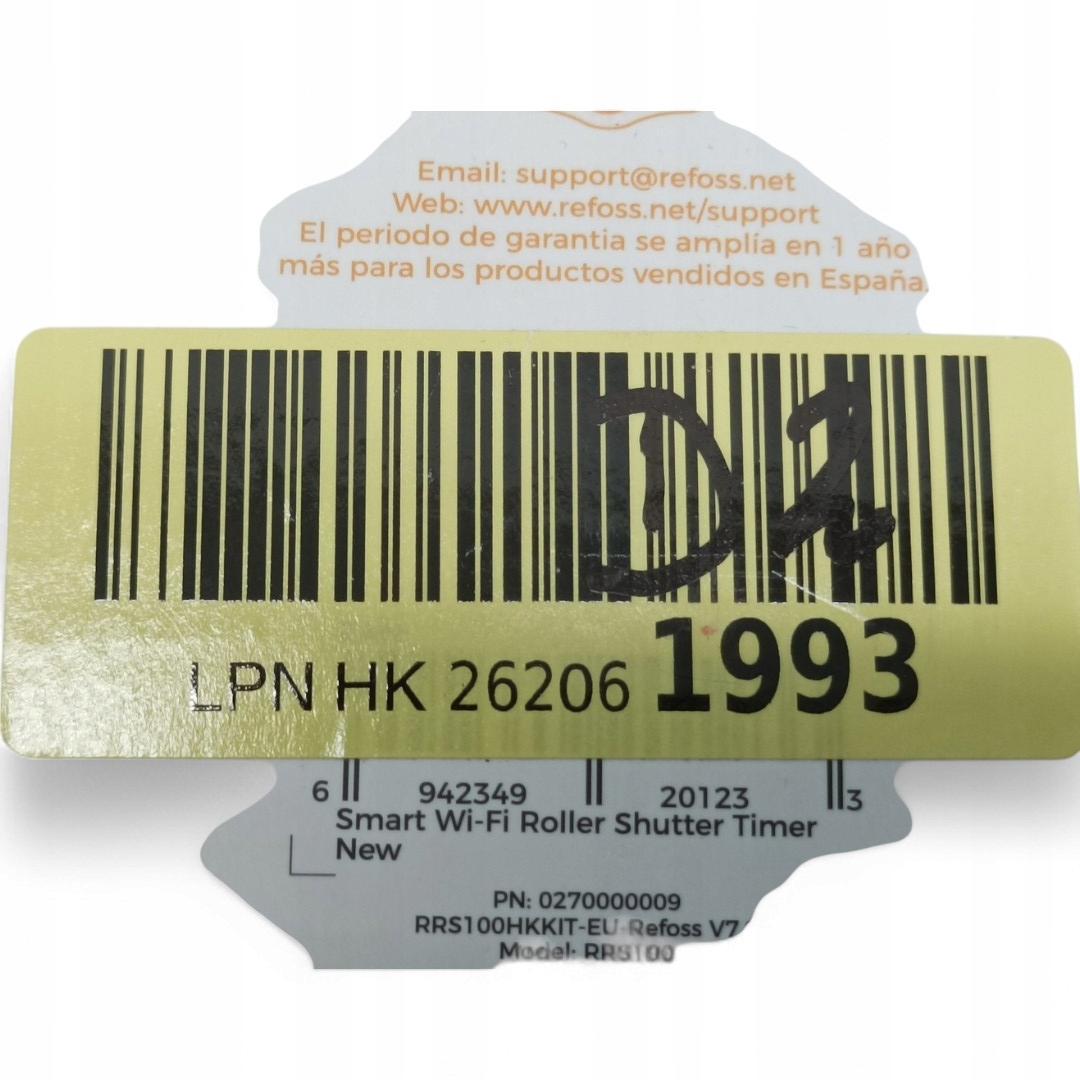 Email: support@refoss.net
Web: www.refoss.net/support
El periodo de garantia se amplía en 1 año
más para los productos vendidos en España.
D2
LPN HK 26206 1993
6 942349 20123 3
Smart Wi-Fi Roller Shutter Timer
New
PN: 0270000009
RRS100HKKIT-EU-Refoss V7
Model: RRS100